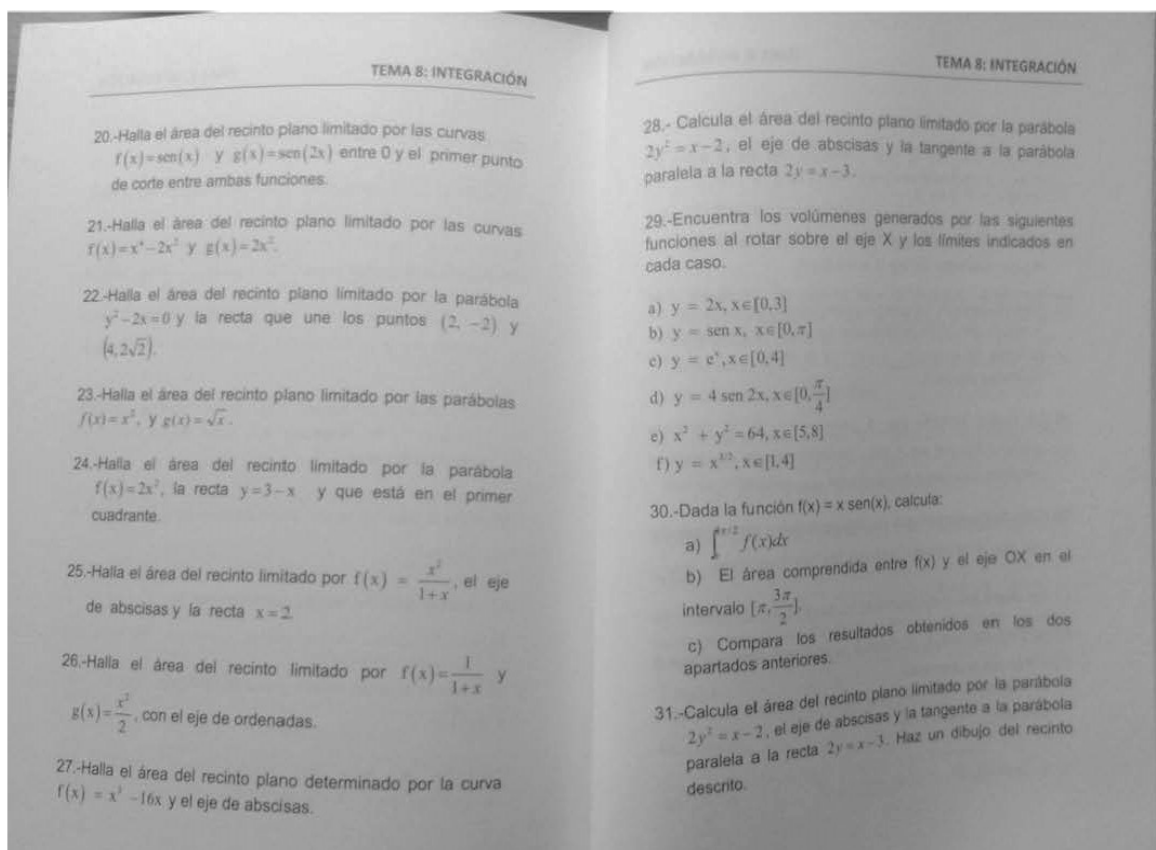 TEMA 8: INTEGRACIÓN
20.-Halla el área del recinto plano limitado por las curvas
f(x)=sen(x) y g(x)=sen(2x) entre 0 y el primer punto
de corte entre ambas funciones.
21.-Halla el área del recinto plano limitado por las curvas
f(x)=x⁴−2x² y g(x)=2x².
22.-Halla el área del recinto plano limitado por la parábola
y²−2x=0 y la recta que une los puntos (2, −2) y
(4, 2√2).
23.-Halla el área del recinto plano limitado por las parábolas
f(x)=x², y g(x)=√x.
24.-Halla el área del recinto limitado por la parábola
f(x)=2x², la recta y=3−x y que está en el primer
cuadrante.
25.-Halla el área del recinto limitado por f(x) = x²/(1+x), el eje
de abscisas y la recta x=2.
26.-Halla el área del recinto limitado por f(x)=1/(1+x) y
g(x)=x²/2, con el eje de ordenadas.
27.-Halla el área del recinto plano determinado por la curva
f(x) = −16x y el eje de abscisas.
TEMA 8: INTEGRACIÓN
28.- Calcula el área del recinto plano limitado por la parábola
2y²=x−2, el eje de abscisas y la tangente a la parábola
paralela a la recta 2y=x−3.
29.-Encuentra los volúmenes generados por las siguientes
funciones al rotar sobre el eje X y los límites indicados en
cada caso.
a) y = 2x, x∈[0,3]
b) y = sen x, x∈[0,π]
c) y = eˣ, x∈[0,4]
d) y = 4 sen 2x, x∈[0,π/4]
e) x² + y² = 64, x∈[5,8]
f) y = , x∈[1,4]
30.-Dada la función f(x) = x sen(x), calcula:
a) ∫ f(x)dx
b) El área comprendida entre f(x) y el eje OX en el
intervalo [π, 3π/2].
c) Compara los resultados obtenidos en los dos
apartados anteriores.
31.-Calcula el área del recinto plano limitado por la parábola
2y²=x−2, el eje de abscisas y la tangente a la parábola
paralela a la recta 2y=x−3. Haz un dibujo del recinto
descrito.